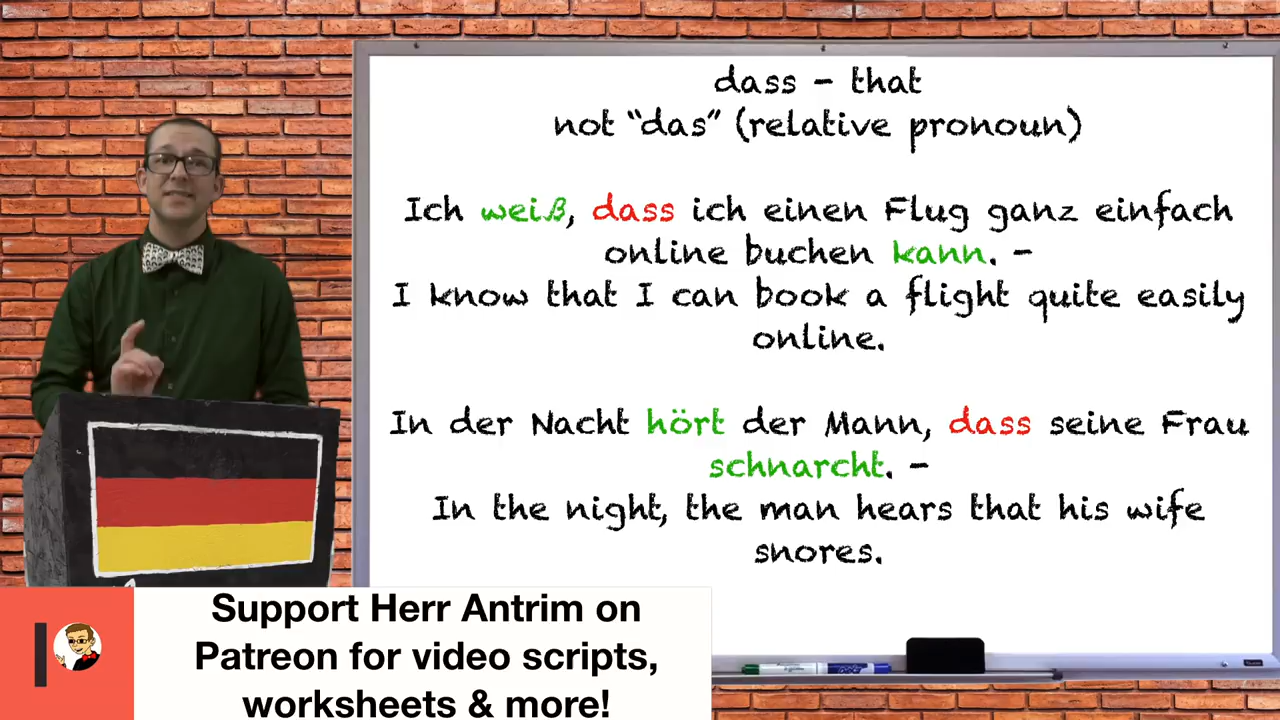 dass - that
not “das” (relative pronoun)
Ich weiß, dass ich einen Flug ganz einfach
online buchen kann. -
I know that I can book a flight quite easily
online.
In der Nacht hört der Mann, dass seine Frau
schnarcht. -
In the night, the man hears that his wife
snores.
Support Herr Antrim on
Patreon for video scripts,
worksheets & more!